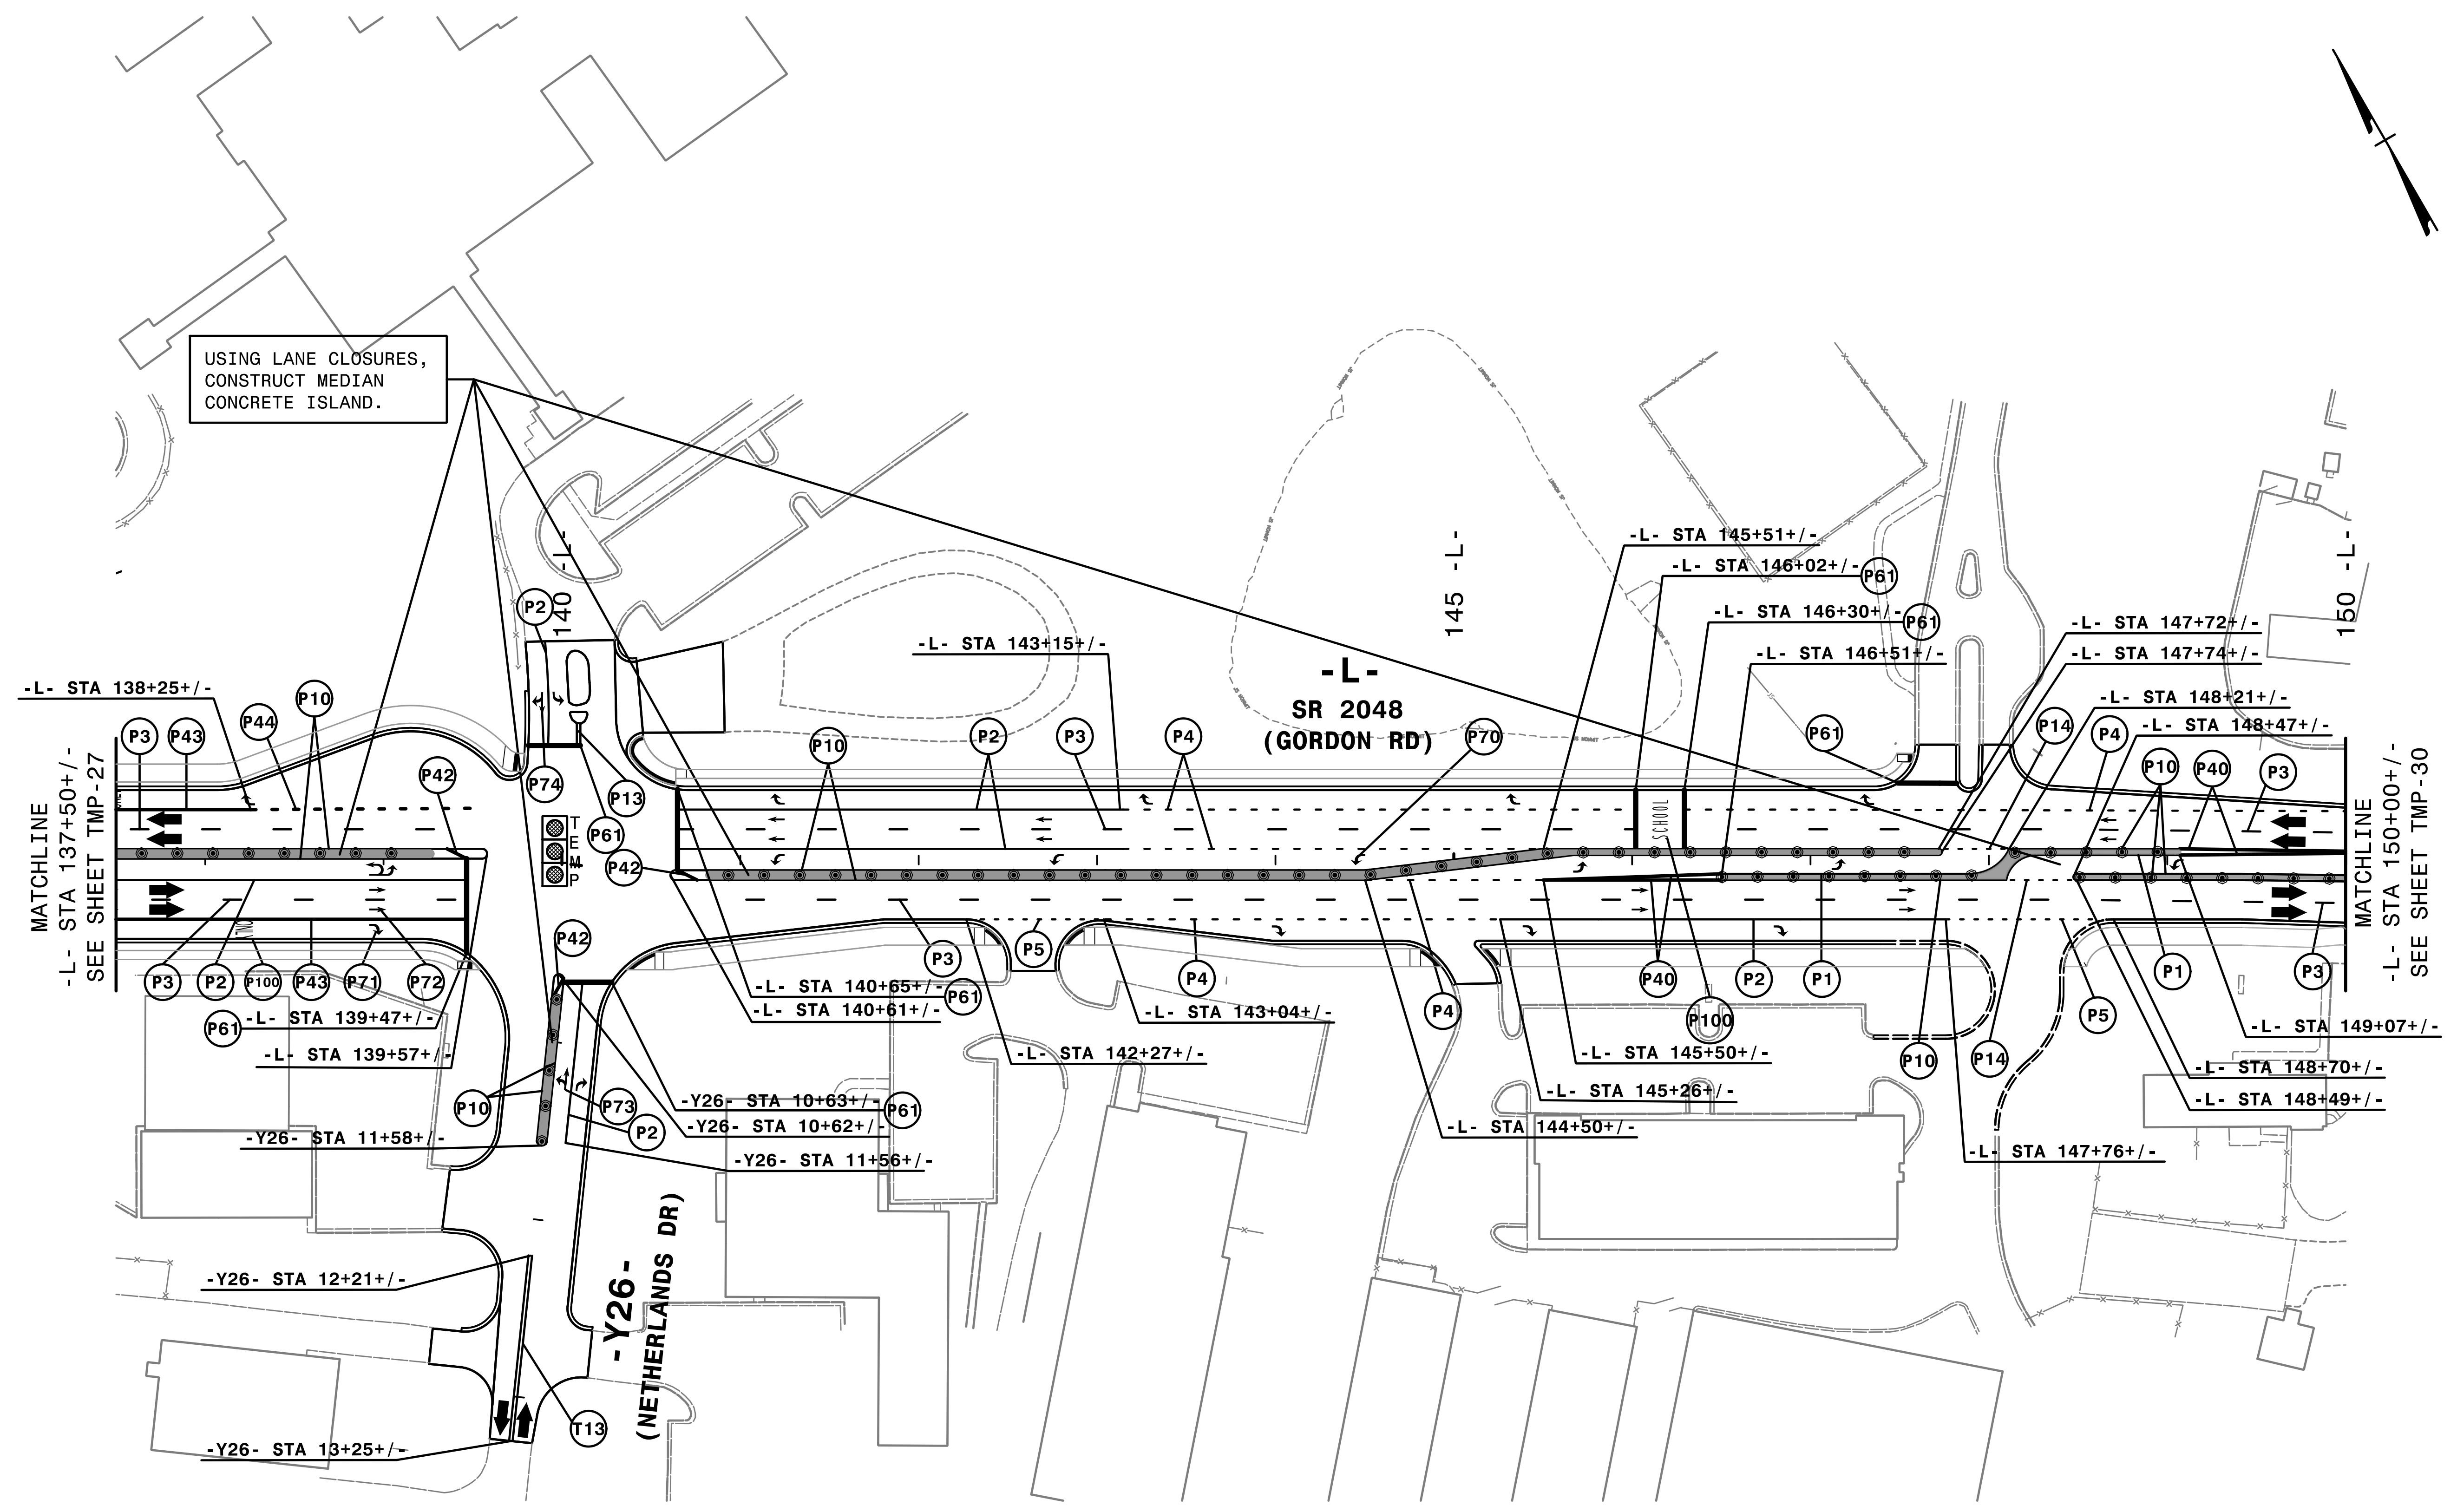 USING LANE CLOSURES,
CONSTRUCT MEDIAN
CONCRETE ISLAND.
140 -L-
145 -L-
150 -L-
-L-
SR 2048
(GORDON RD)
-L- STA 145+51+/-
-L- STA 146+02+/-
P61
-L- STA 146+30+/-
P61
-L- STA 146+51+/-
-L- STA 147+72+/-
-L- STA 147+74+/-
-L- STA 148+21+/-
-L- STA 148+47+/-
-L- STA 143+15+/-
-L- STA 138+25+/-
P2
P10
P44
P3
P43
P42
P74
P13
P61
P42
P10
P2
P3
P4
P70
P61
P14
P4
P10
P40
P3
MATCHLINE
-L- STA 137+50+/-
SEE SHEET TMP-27
MATCHLINE
-L- STA 150+00+/-
SEE SHEET TMP-30
TEMP
SCHOOL
P3
P2
P100
P43
P71
P72
P42
P61
-L- STA 139+47+/-
-L- STA 139+57+/-
-L- STA 140+65+/-
P61
-L- STA 140+61+/-
P3
P5
P4
P4
P40
P2
P1
P100
P10
P14
P5
P1
P3
-L- STA 143+04+/-
-L- STA 142+27+/-
-L- STA 145+50+/-
-L- STA 145+26+/-
-L- STA 144+50+/-
-L- STA 147+76+/-
-L- STA 149+07+/-
-L- STA 148+70+/-
-L- STA 148+49+/-
P10
P73
P2
-Y26- STA 10+63+/-
P61
-Y26- STA 10+62+/-
-Y26- STA 11+58+/-
-Y26- STA 11+56+/-
-Y26-
(NETHERLANDS DR)
-Y26- STA 12+21+/-
T13
-Y26- STA 13+25+/-